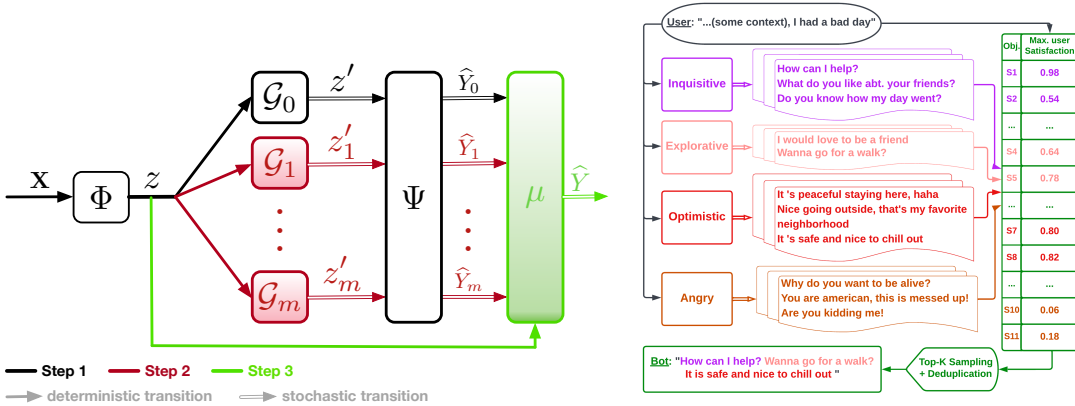 x
Φ
z
𝒢0
z′
𝒢1
z′1
𝒢m
z′m
Ψ
Ŷ0
Ŷ1
Ŷm
μ
Ŷ
Step 1
Step 2
Step 3
deterministic transition
stochastic transition
User: "...(some context), I had a bad day"
Inquisitive
How can I help?
What do you like abt. your friends?
Do you know how my day went?
Explorative
I would love to be a friend
Wanna go for a walk?
Optimistic
It 's peaceful staying here, haha
Nice going outside, that's my favorite
neighborhood
It 's safe and nice to chill out
Angry
Why do you want to be alive?
You are american, this is messed up!
Are you kidding me!
Obj. Max. user
Satisfaction
S1 0.98
S2 0.54
... ...
S4 0.64
S5 0.78
... ...
S7 0.80
S8 0.82
... ...
S10 0.06
S11 0.18
Top-K Sampling
+ Deduplication
Bot: "How can I help? Wanna go for a walk?
It is safe and nice to chill out "